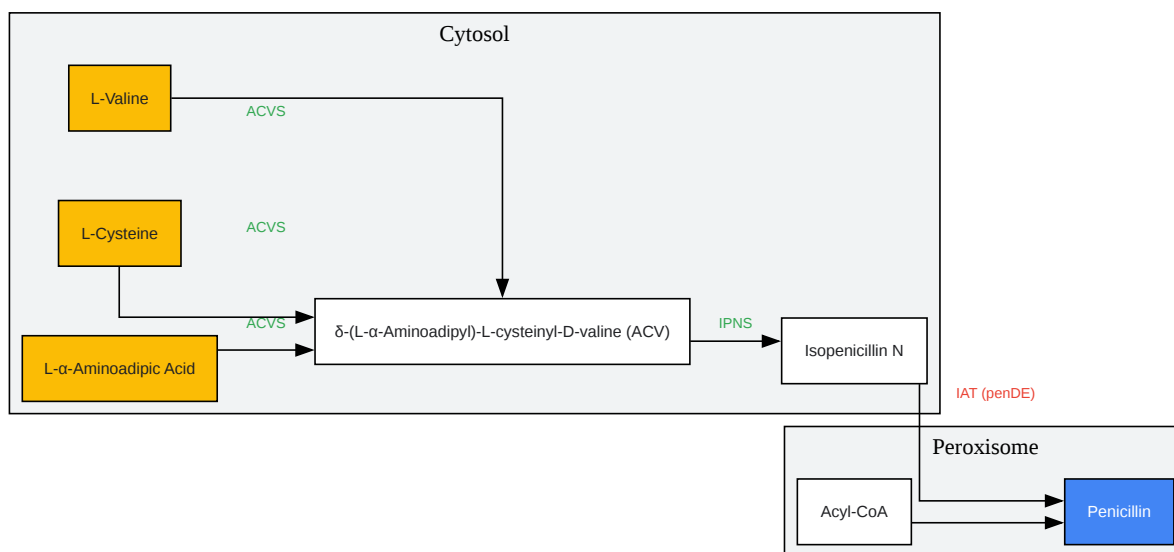 Cytosol
L-Valine
ACVS
L-Cysteine
ACVS
ACVS
δ-(L-α-Aminoadipyl)-L-cysteinyl-D-valine (ACV)
IPNS
Isopenicillin N
L-α-Aminoadipic Acid
IAT (penDE)
Peroxisome
Acyl-CoA
Penicillin